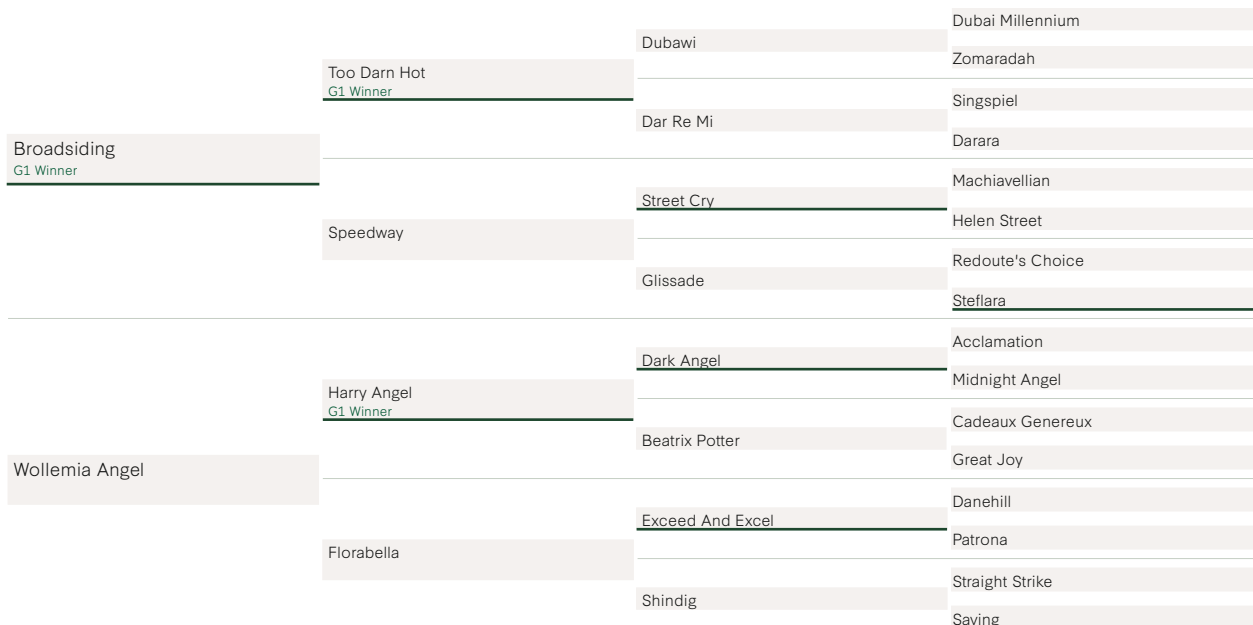 Broadsiding
G1 Winner
Too Darn Hot
G1 Winner
Dubawi
Dubai Millennium
Zomaradah
Dar Re Mi
Singspiel
Darara
Speedway
Street Cry
Machiavellian
Helen Street
Glissade
Redoute's Choice
Steflara
Wollemia Angel
Harry Angel
G1 Winner
Dark Angel
Acclamation
Midnight Angel
Beatrix Potter
Cadeaux Genereux
Great Joy
Florabella
Exceed And Excel
Danehill
Patrona
Shindig
Straight Strike
Saving